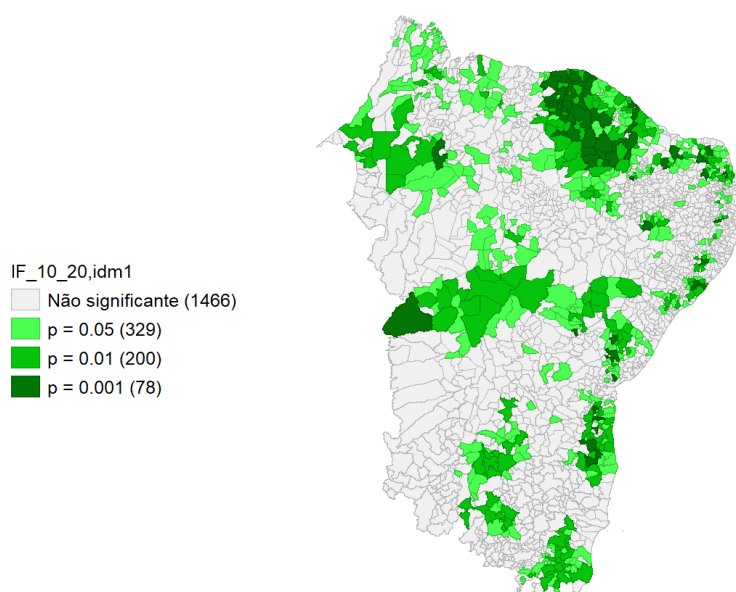 IF_10_20,idm1
Não significante (1466)
p = 0.05 (329)
p = 0.01 (200)
p = 0.001 (78)